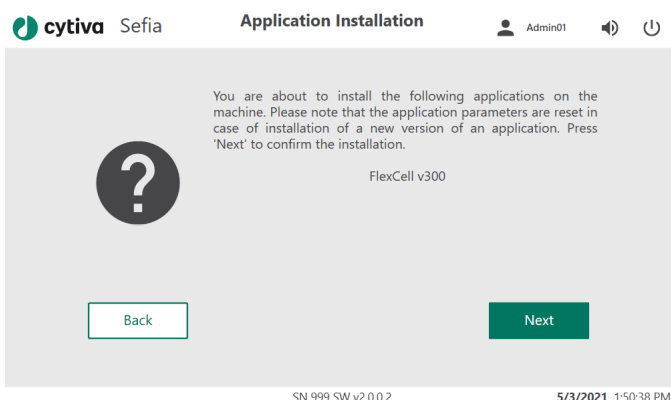 cytiva Sefia Application Installation Admin01
You are about to install the following applications on the
machine. Please note that the application parameters are reset in
case of installation of a new version of an application. Press
'Next' to confirm the installation.
FlexCell v300
?
Back Next
SN 999 SW v2.0.0.2 5/3/2021 1:50:38 PM